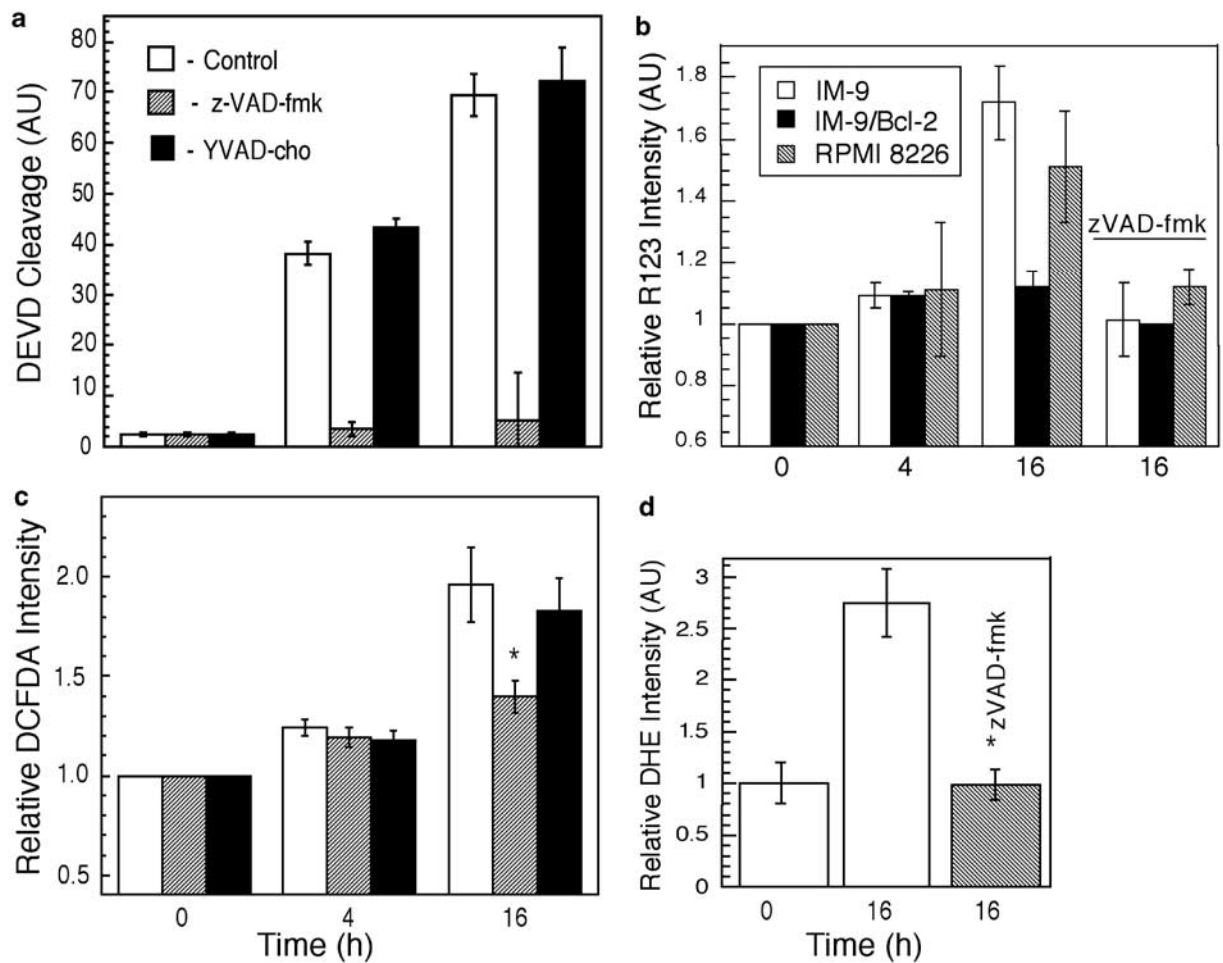 a
DEVD Cleavage (AU)
80
70
60
50
40
30
20
10
0
- Control
- z-VAD-fmk
- YVAD-cho
b
Relative R123 Intensity (AU)
1.8
1.6
1.4
1.2
1
0.8
0.6
IM-9
IM-9/Bcl-2
RPMI 8226
zVAD-fmk
0 4 16 16
c
Relative DCFDA Intensity
2.0
1.5
1.0
0.5
*
0 4 16
Time (h)
d
Relative DHE Intensity (AU)
3
2.5
2
1.5
1
0.5
0
* zVAD-fmk
0 16 16
Time (h)